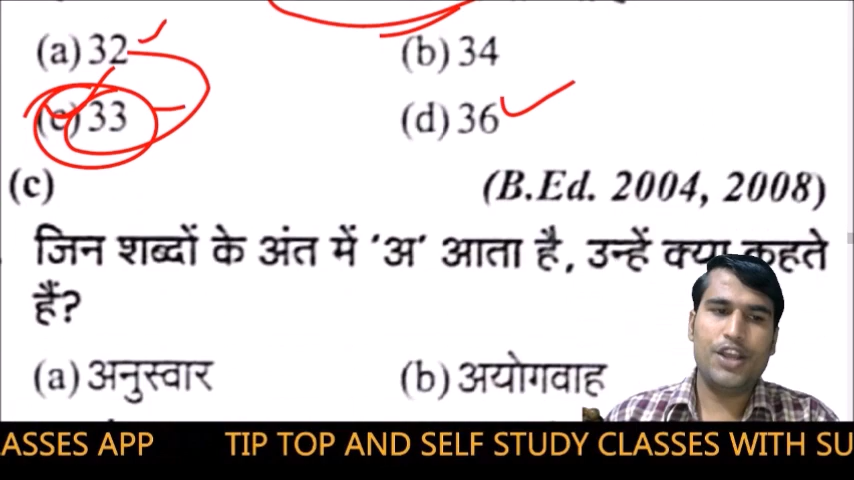 (a) 32 (b) 34
(c) 33 (d) 36
(c) (B.Ed. 2004, 2008)
जिन शब्दों के अंत में 'अ' आता है, उन्हें क्या कहते
हैं?
(a) अनुस्वार (b) अयोगवाह
ASSES APP TIP TOP AND SELF STUDY CLASSES WITH SU